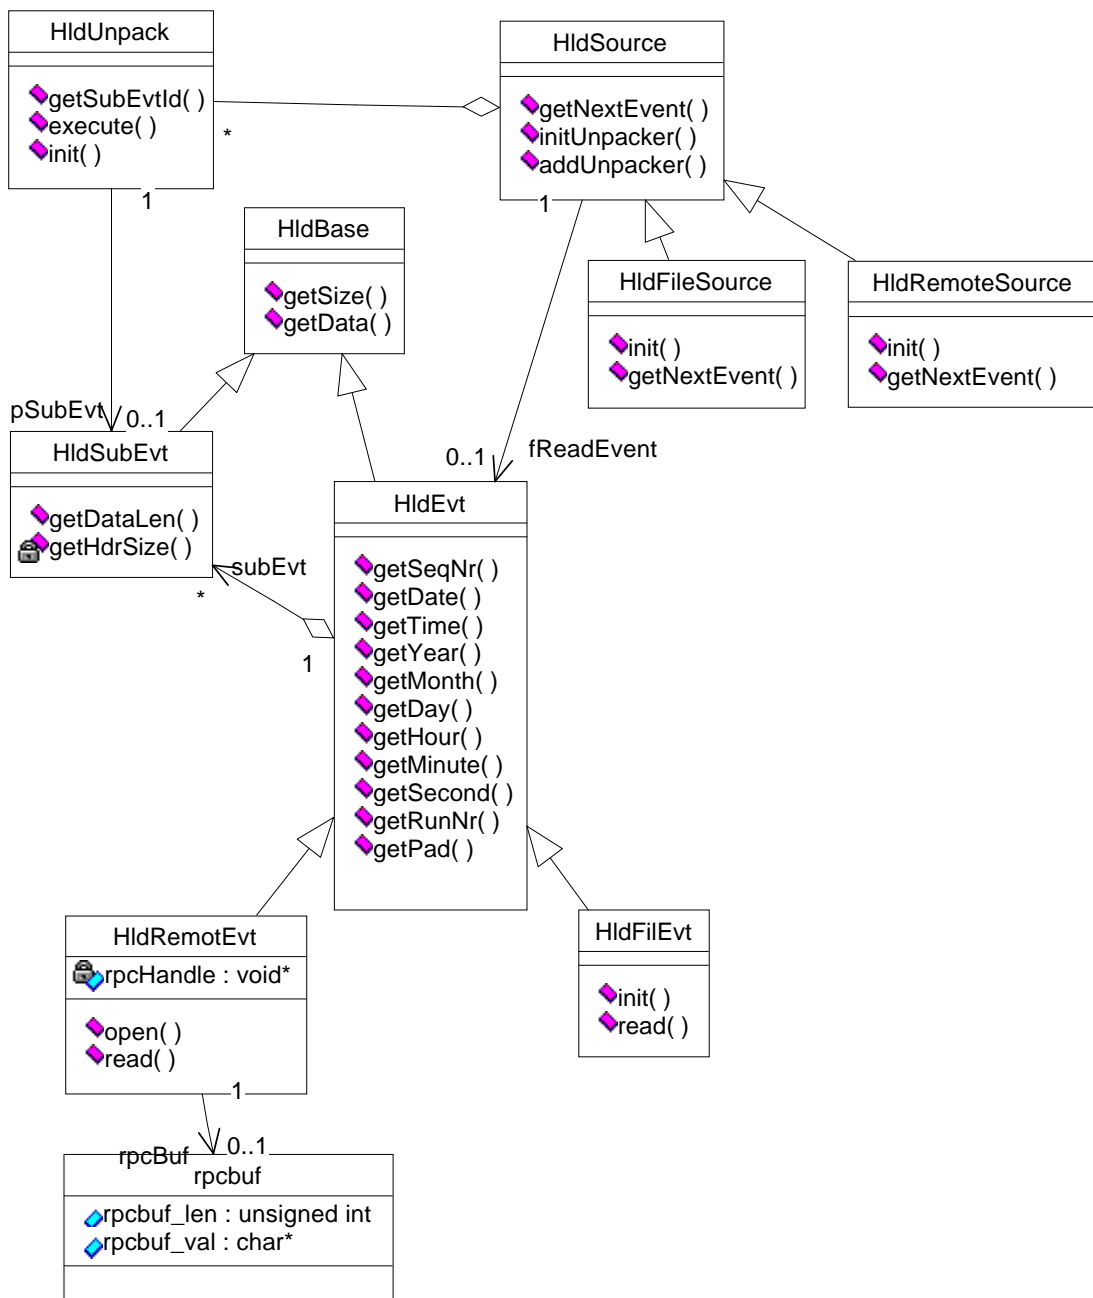 HldUnpack
getSubEvtId( )
execute( )
init( )
*
1
HldSource
getNextEvent( )
initUnpacker( )
addUnpacker( )
1
HldBase
getSize( )
getData( )
HldFileSource
init( )
getNextEvent( )
HldRemoteSource
init( )
getNextEvent( )
pSubEvt
0..1
HldSubEvt
getDataLen( )
getHdrSize( )
*
subEvt
1
0..1
fReadEvent
HldEvt
getSeqNr( )
getDate( )
getTime( )
getYear( )
getMonth( )
getDay( )
getHour( )
getMinute( )
getSecond( )
getRunNr( )
getPad( )
HldRemotEvt
rpcHandle : void*
open( )
read( )
1
HldFilEvt
init( )
read( )
rpcBuf
0..1
rpcbuf
rpcbuf_len : unsigned int
rpcbuf_val : char*